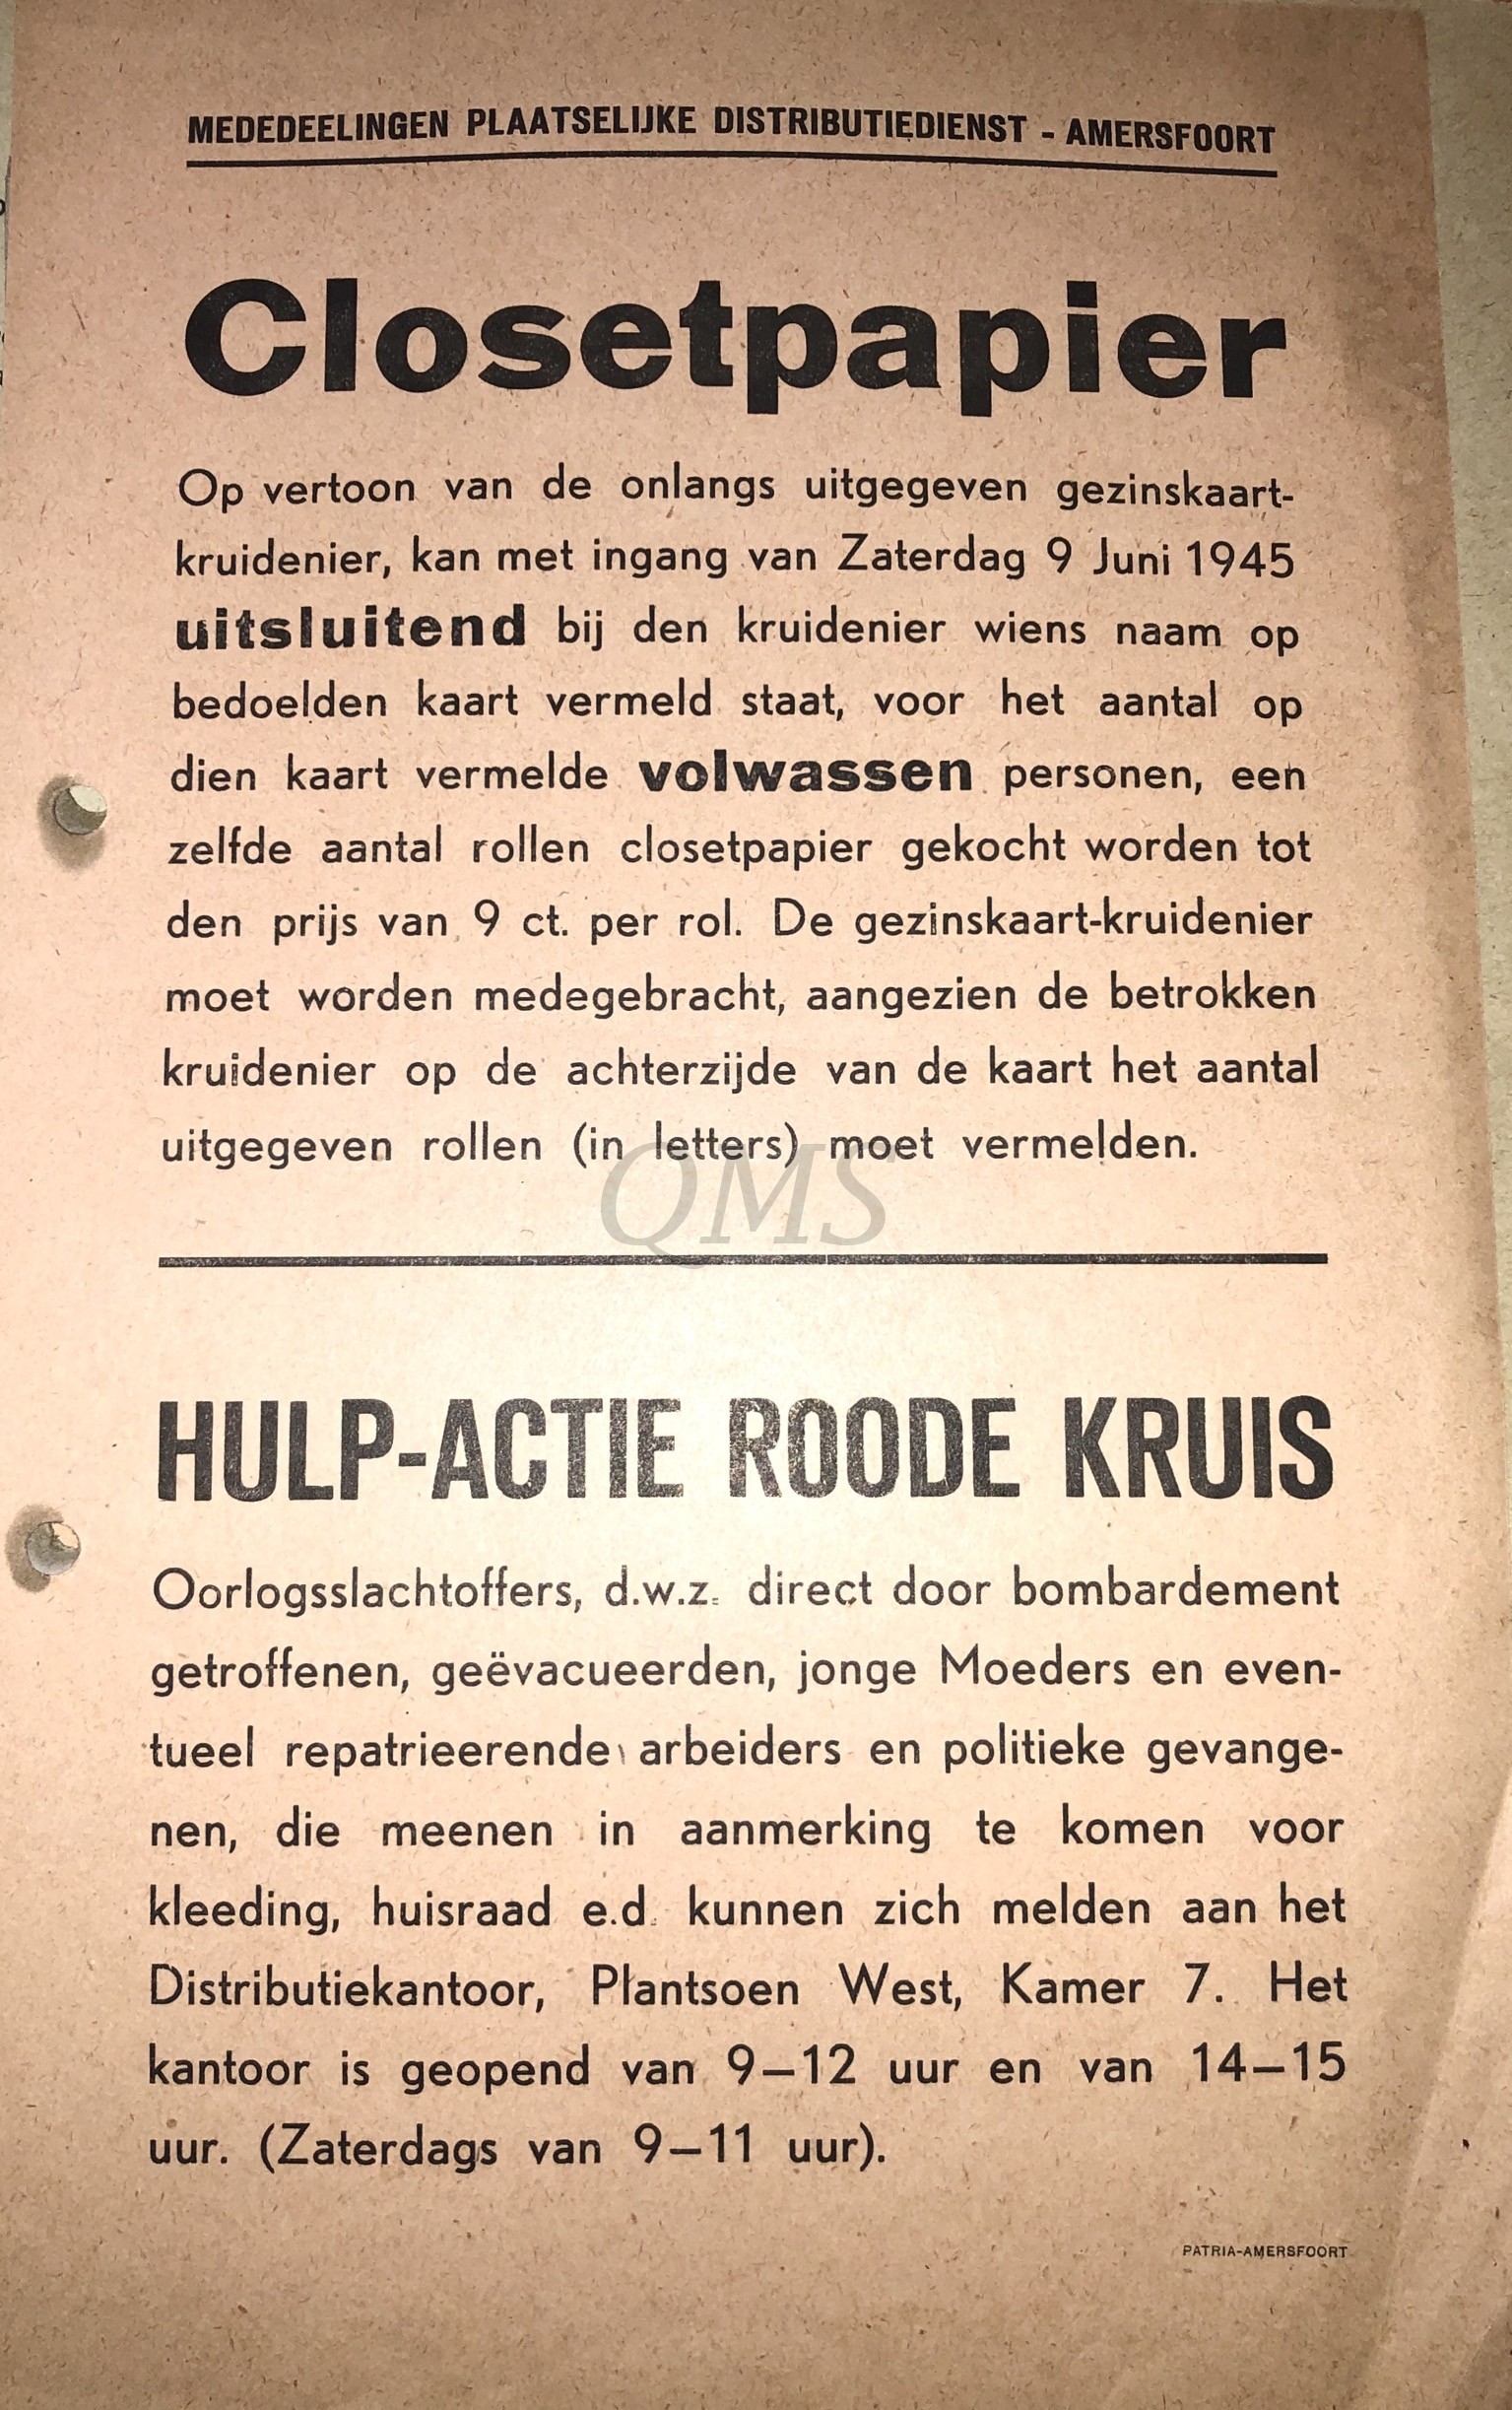 MEDEDEELINGEN PLAATSELIJKE DISTRIBUTIEDIENST - AMERSFOORT
Closetpapier
Op vertoon van de onlangs uitgegeven gezinskaart-
kruidenier, kan met ingang van Zaterdag 9 Juni 1945
uitsluitend bij den kruidenier wiens naam op
bedoelden kaart vermeld staat, voor het aantal op
dien kaart vermelde volwassen personen, een
zelfde aantal rollen closetpapier gekocht worden tot
den prijs van 9 ct. per rol. De gezinskaart-kruidenier
moet worden medegebracht, aangezien de betrokken
kruidenier op de achterzijde van de kaart het aantal
uitgegeven rollen (in letters) moet vermelden.
QMS
HULP-ACTIE ROODE KRUIS
Oorlogsslachtoffers, d.w.z. direct door bombardement
getroffenen, geëvacueerden, jonge Moeders en even-
tueel repatrieerende arbeiders en politieke gevange-
nen, die meenen in aanmerking te komen voor
kleeding, huisraad e.d. kunnen zich melden aan het
Distributiekantoor, Plantsoen West, Kamer 7. Het
kantoor is geopend van 9—12 uur en van 14—15
uur. (Zaterdags van 9—11 uur).
PATRIA-AMERSFOORT